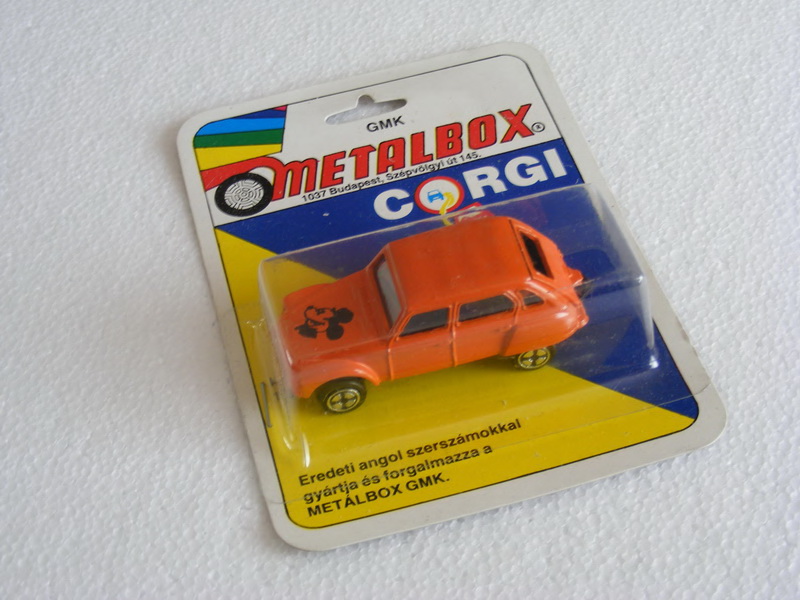 GMK
METALBOX®
1037 Budapest, Szépvölgyi út 145.
CORGI
Eredeti angol szerszámokkal
gyártja és forgalmazza a
METALBOX GMK.